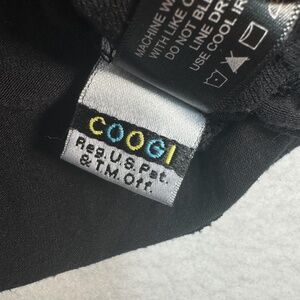 MACHINE W
WITH LIKE C
DO NOT BL
LINE DR
USE COOL IR
COOGI
Reg. U.S. Pat.
& T.M. Off.